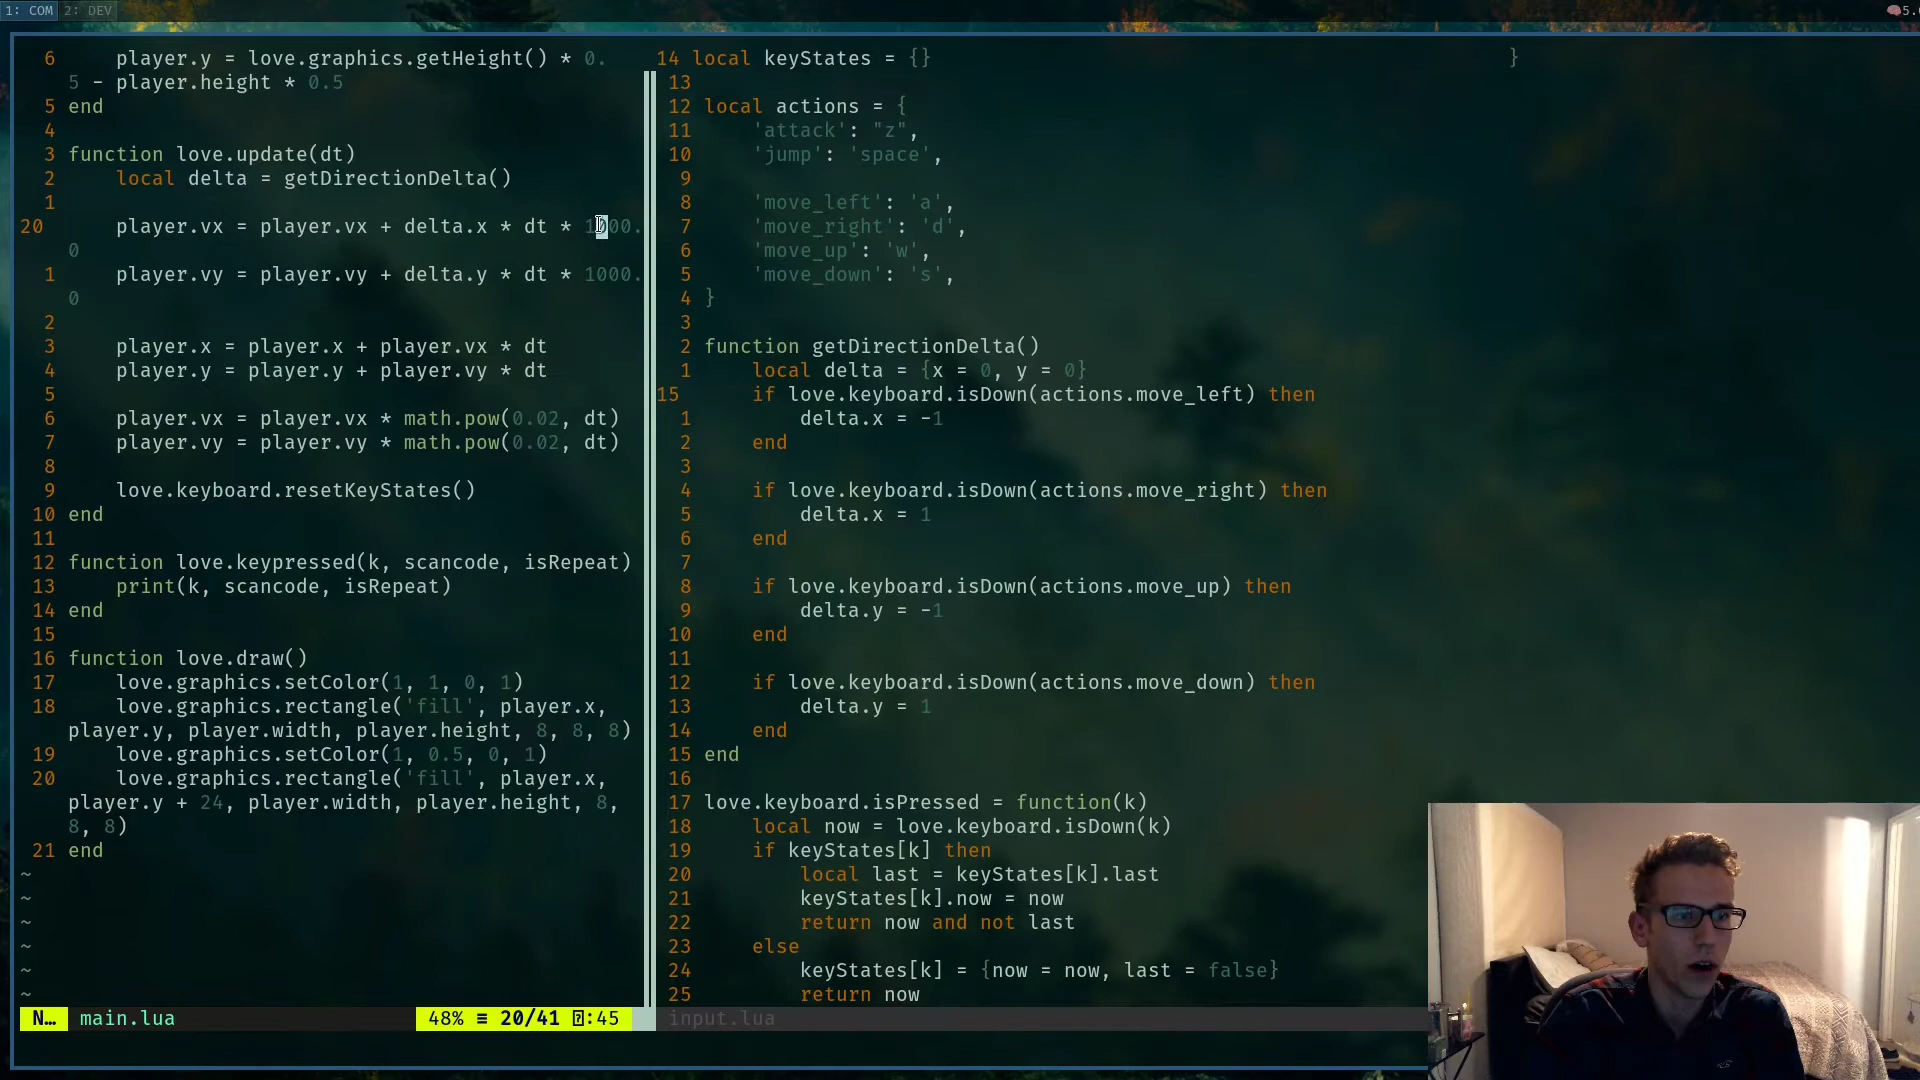 1: COM 2: DEV
5.
6 player.y = love.graphics.getHeight() * 0.
5 - player.height * 0.5
5 end
4
3 function love.update(dt)
2 local delta = getDirectionDelta()
1
20 player.vx = player.vx + delta.x * dt * 1000.
0
1 player.vy = player.vy + delta.y * dt * 1000.
0
2
3 player.x = player.x + player.vx * dt
4 player.y = player.y + player.vy * dt
5
6 player.vx = player.vx * math.pow(0.02, dt)
7 player.vy = player.vy * math.pow(0.02, dt)
8
9 love.keyboard.resetKeyStates()
10 end
11
12 function love.keypressed(k, scancode, isRepeat)
13 print(k, scancode, isRepeat)
14 end
15
16 function love.draw()
17 love.graphics.setColor(1, 1, 0, 1)
18 love.graphics.rectangle('fill', player.x,
player.y, player.width, player.height, 8, 8, 8)
19 love.graphics.setColor(1, 0.5, 0, 1)
20 love.graphics.rectangle('fill', player.x,
player.y + 24, player.width, player.height, 8,
8, 8)
21 end
~
~
~
~
~
~
N… main.lua 48% ≡ 20/41 :45
14 local keyStates = {} }
13
12 local actions = {
11 'attack': "z",
10 'jump': 'space',
9
8 'move_left': 'a',
7 'move_right': 'd',
6 'move_up': 'w',
5 'move_down': 's',
4 }
3
2 function getDirectionDelta()
1 local delta = {x = 0, y = 0}
15 if love.keyboard.isDown(actions.move_left) then
1 delta.x = -1
2 end
3
4 if love.keyboard.isDown(actions.move_right) then
5 delta.x = 1
6 end
7
8 if love.keyboard.isDown(actions.move_up) then
9 delta.y = -1
10 end
11
12 if love.keyboard.isDown(actions.move_down) then
13 delta.y = 1
14 end
15 end
16
17 love.keyboard.isPressed = function(k)
18 local now = love.keyboard.isDown(k)
19 if keyStates[k] then
20 local last = keyStates[k].last
21 keyStates[k].now = now
22 return now and not last
23 else
24 keyStates[k] = {now = now, last = false}
25 return now
input.lua